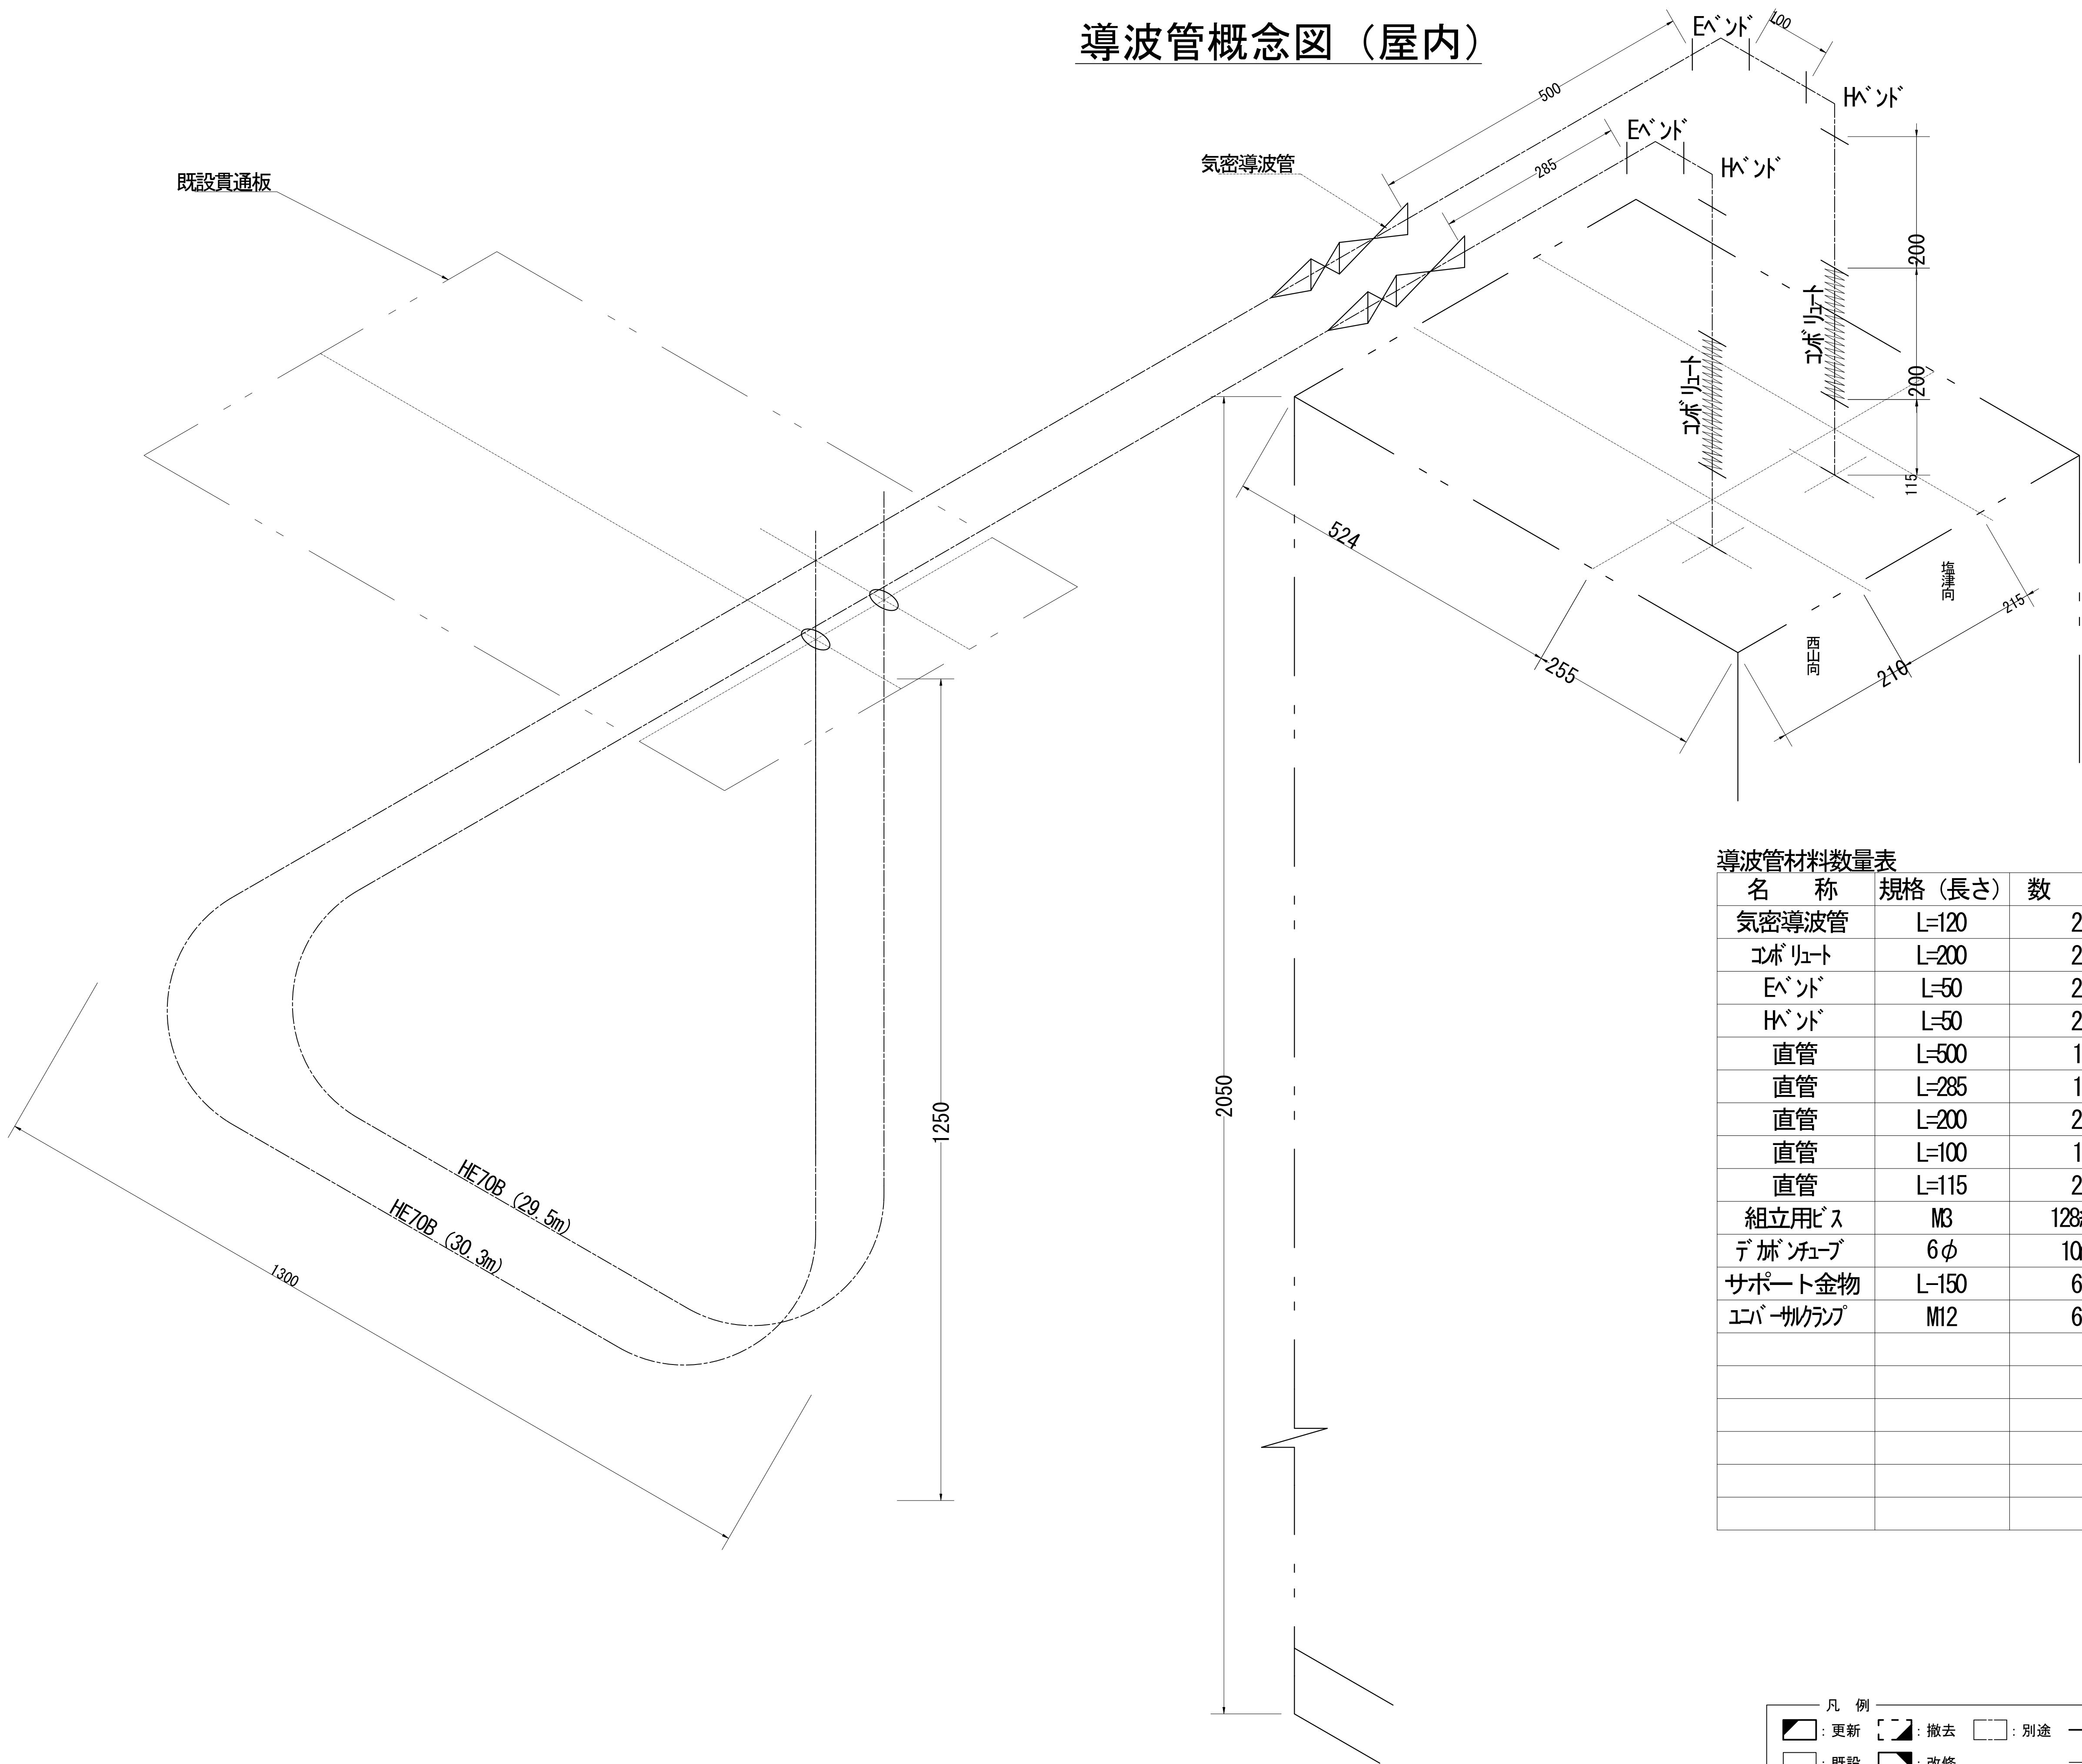 導波管概念図（屋内）
Eベンド
100
Hベンド
500
Eベンド
Hベンド
気密導波管
285
既設貫通板
200
コンボリュート
200
コンボリュート
115
524
塩津向
215
西山向
255
210
1250
2050
HE70B (29.5m)
HE70B (30.3m)
1300
導波管材料数量表
名　称 規格（長さ） 数
気密導波管 L=120 2
コンボリュート L=200 2
Eベンド L=50 2
Hベンド L=50 2
直管 L=500 1
直管 L=285 1
直管 L=200 2
直管 L=100 1
直管 L=115 2
組立用ビス M3 128
デカボンチューブ 6φ 10
サポート金物 L-150 6
ユニバーサルクランプ M12 6
凡　例
：更新 ：撤去 ：別途
：既設 ：改修